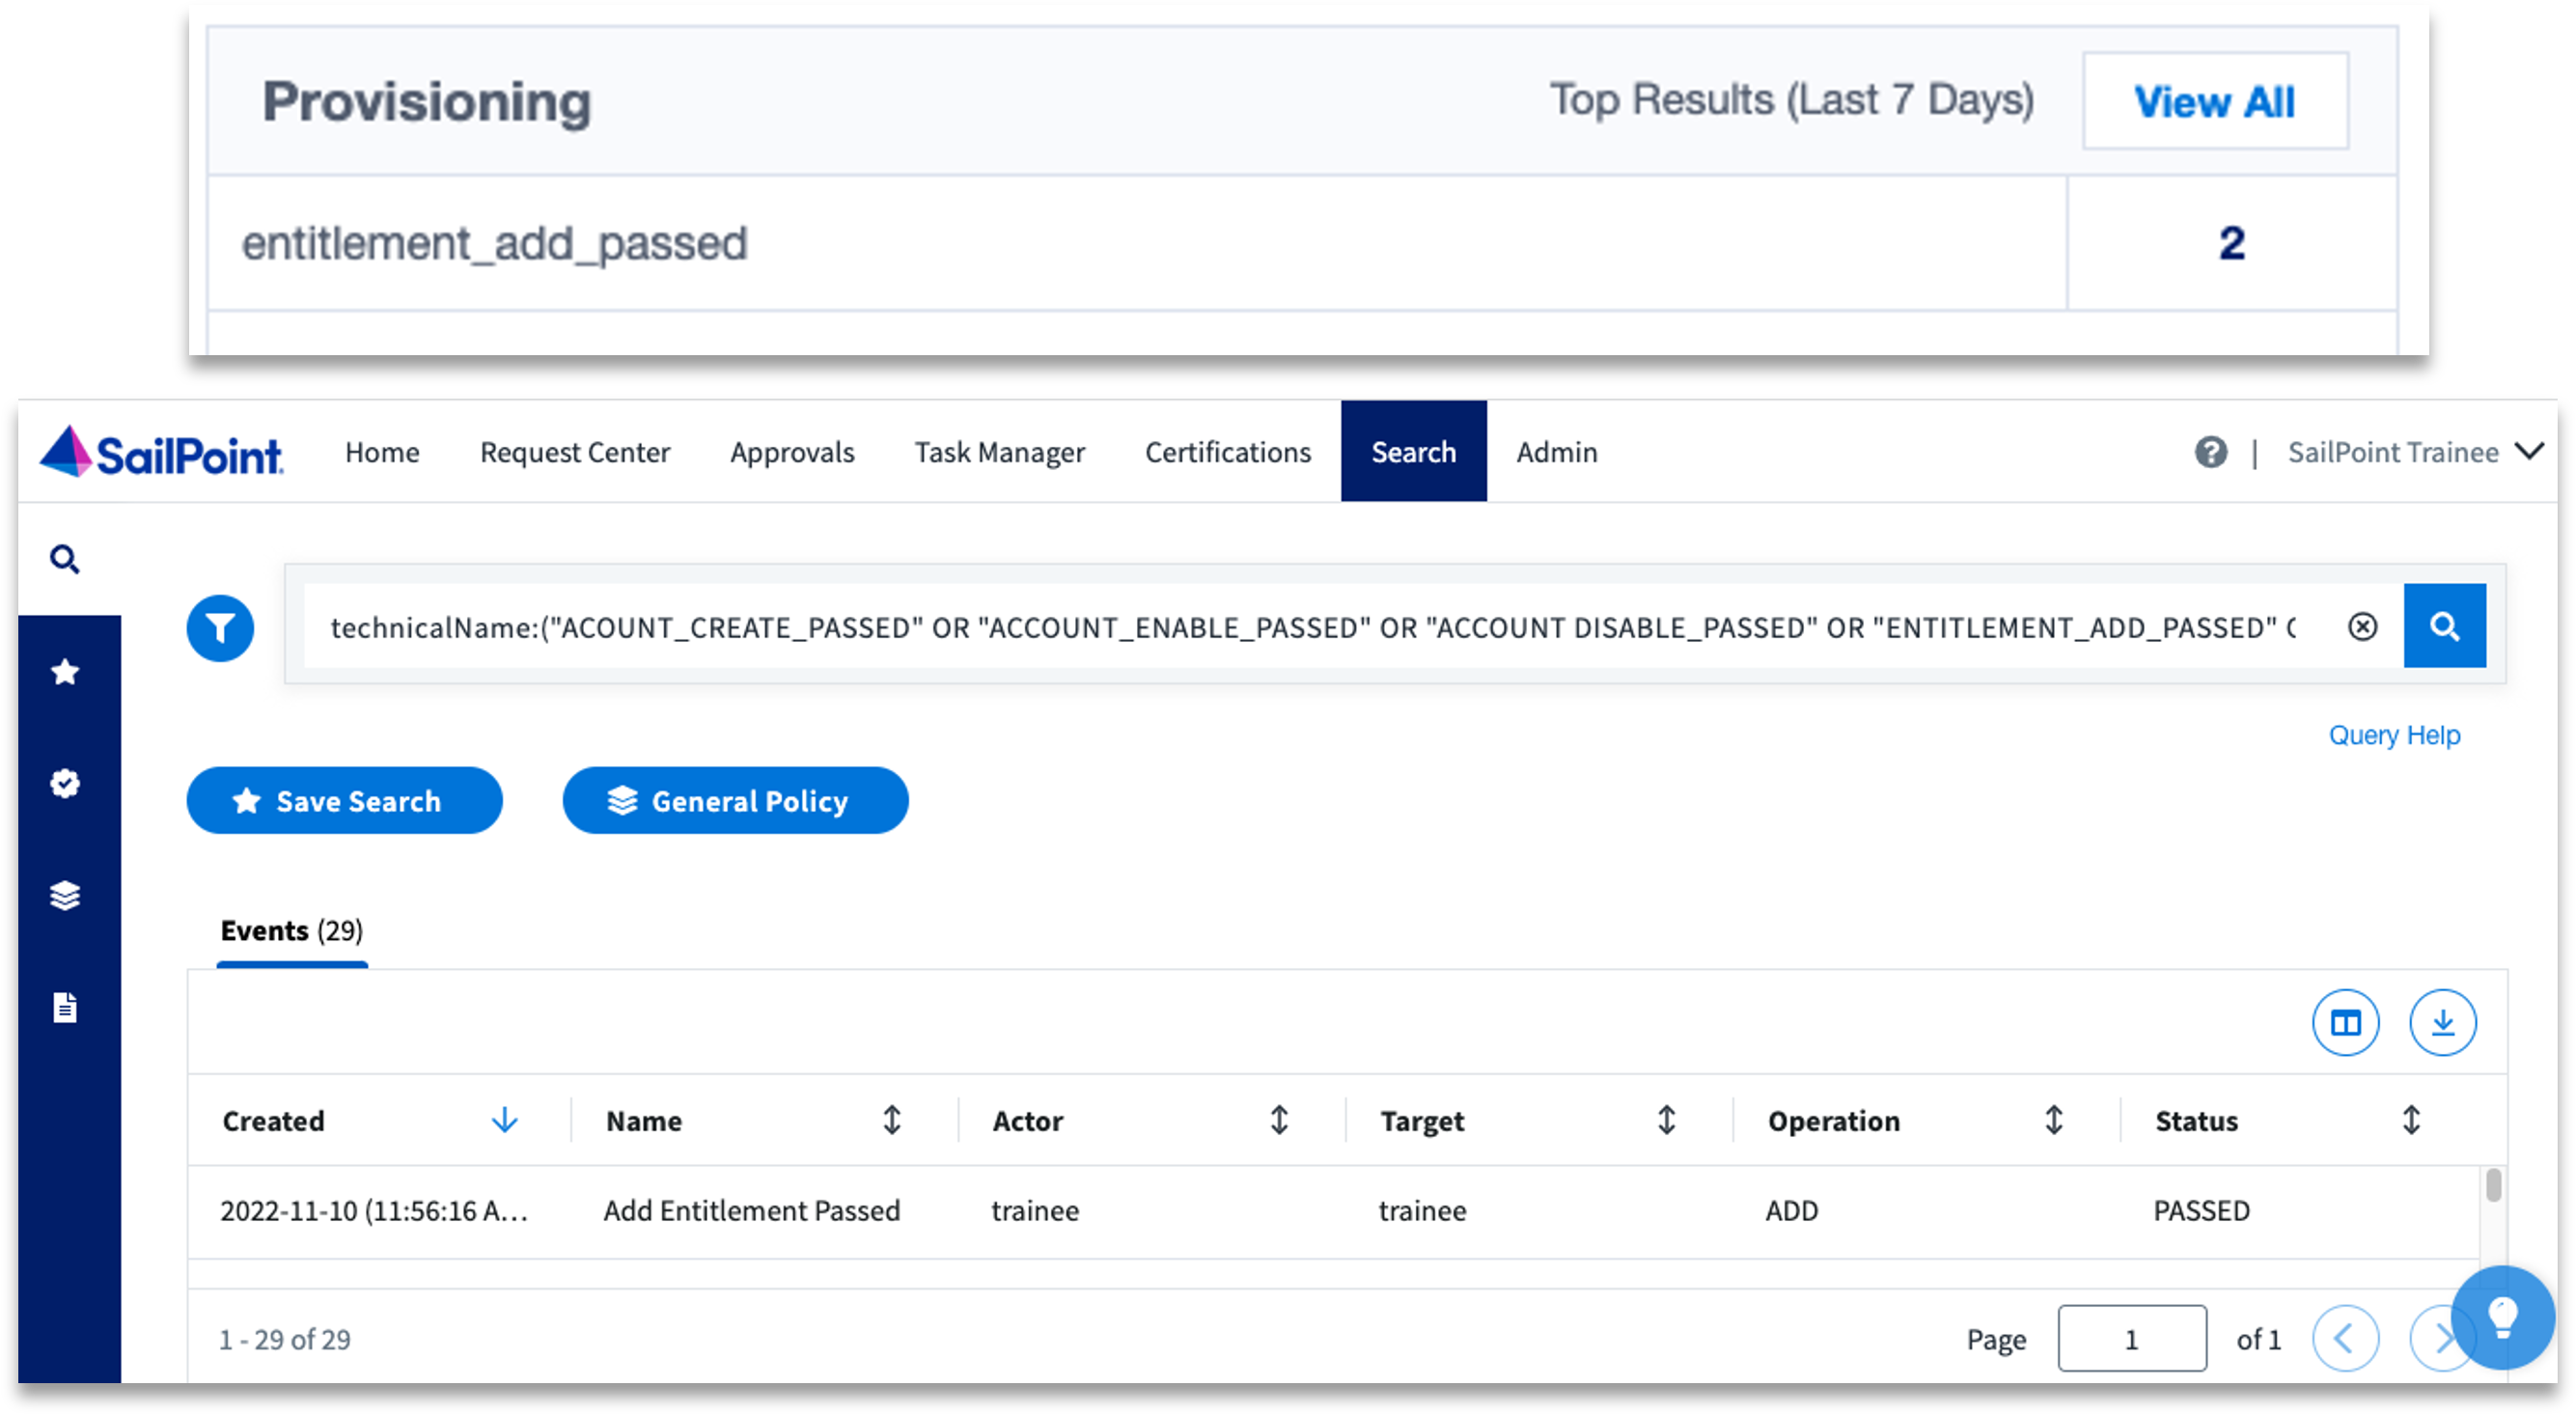 Provisioning Top Results (Last 7 Days) View All
entitlement_add_passed 2
SailPoint. Home Request Center Approvals Task Manager Certifications Search Admin ? | SailPoint Trainee
technicalName:("ACOUNT_CREATE_PASSED" OR "ACCOUNT_ENABLE_PASSED" OR "ACCOUNT DISABLE_PASSED" OR "ENTITLEMENT_ADD_PASSED"
Query Help
Save Search General Policy
Events (29)
Created Name Actor Target Operation Status
2022-11-10 (11:56:16 A... Add Entitlement Passed trainee trainee ADD PASSED
1 - 29 of 29 Page 1 of 1